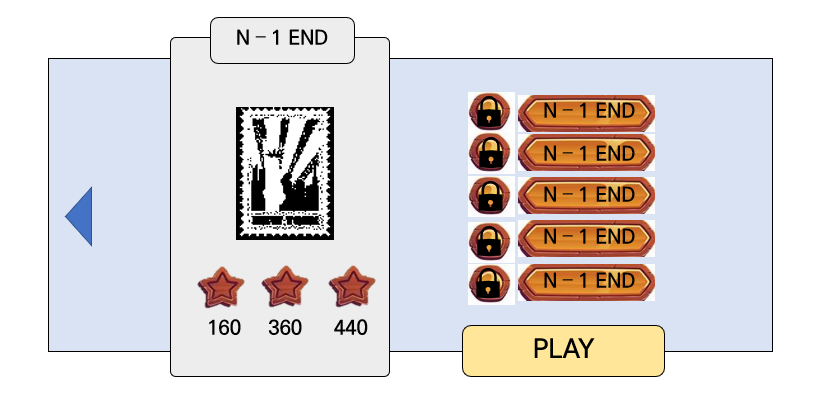 N – 1 END
160 360 440
N – 1 END
N – 1 END
N – 1 END
N – 1 END
N – 1 END
PLAY